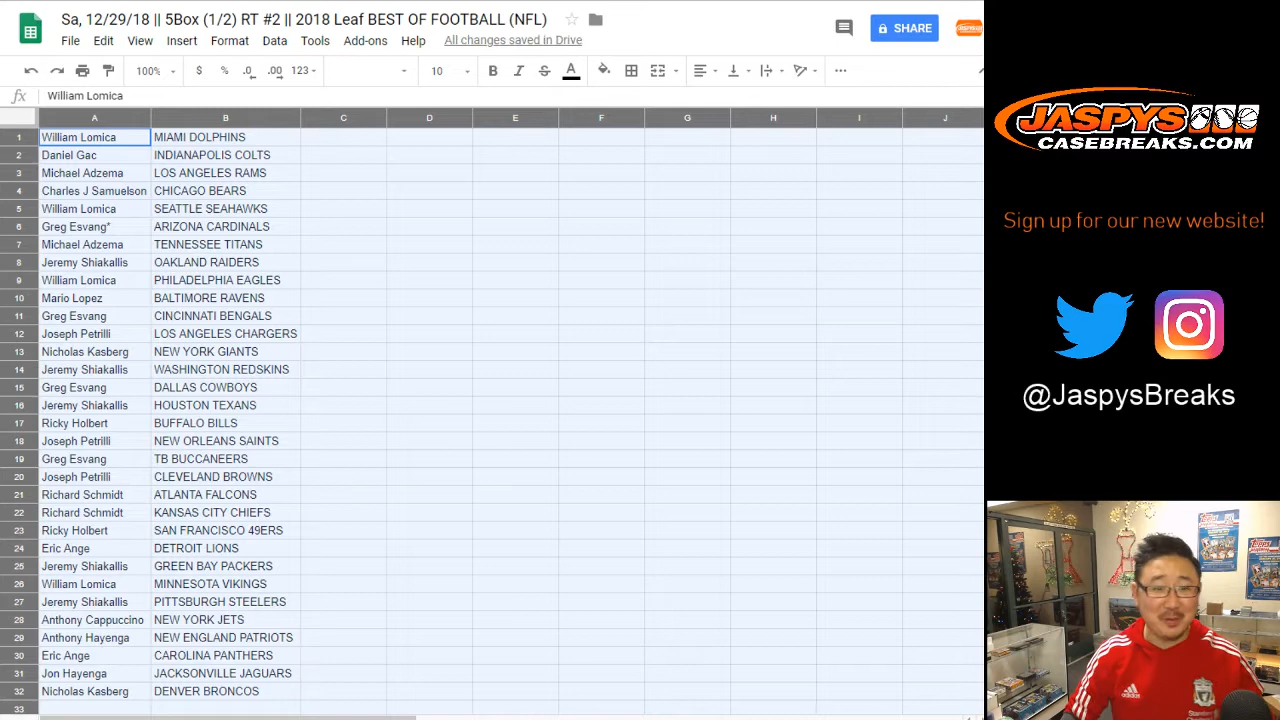 Sa, 12/29/18 || 5Box (1/2) RT #2 || 2018 Leaf BEST OF FOOTBALL (NFL)
File Edit View Insert Format Data Tools Add-ons Help All changes saved in Drive
SHARE
100% $ % .0 .00 123 10 B I S A
fx William Lomica
A B C D E F G H I J
1 William Lomica MIAMI DOLPHINS
2 Daniel Gac INDIANAPOLIS COLTS
3 Michael Adzema LOS ANGELES RAMS
4 Charles J Samuelson CHICAGO BEARS
5 William Lomica SEATTLE SEAHAWKS
6 Greg Esvang* ARIZONA CARDINALS
7 Michael Adzema TENNESSEE TITANS
8 Jeremy Shiakallis OAKLAND RAIDERS
9 William Lomica PHILADELPHIA EAGLES
10 Mario Lopez BALTIMORE RAVENS
11 Greg Esvang CINCINNATI BENGALS
12 Joseph Petrilli LOS ANGELES CHARGERS
13 Nicholas Kasberg NEW YORK GIANTS
14 Jeremy Shiakallis WASHINGTON REDSKINS
15 Greg Esvang DALLAS COWBOYS
16 Jeremy Shiakallis HOUSTON TEXANS
17 Ricky Holbert BUFFALO BILLS
18 Joseph Petrilli NEW ORLEANS SAINTS
19 Greg Esvang TB BUCCANEERS
20 Joseph Petrilli CLEVELAND BROWNS
21 Richard Schmidt ATLANTA FALCONS
22 Richard Schmidt KANSAS CITY CHIEFS
23 Ricky Holbert SAN FRANCISCO 49ERS
24 Eric Ange DETROIT LIONS
25 Jeremy Shiakallis GREEN BAY PACKERS
26 William Lomica MINNESOTA VIKINGS
27 Jeremy Shiakallis PITTSBURGH STEELERS
28 Anthony Cappuccino NEW YORK JETS
29 Anthony Hayenga NEW ENGLAND PATRIOTS
30 Eric Ange CAROLINA PANTHERS
31 Jon Hayenga JACKSONVILLE JAGUARS
32 Nicholas Kasberg DENVER BRONCOS
33
JASPYS
CASEBREAKS.COM
Sign up for our new website!
@JaspysBreaks
Topps
Topps
adidas